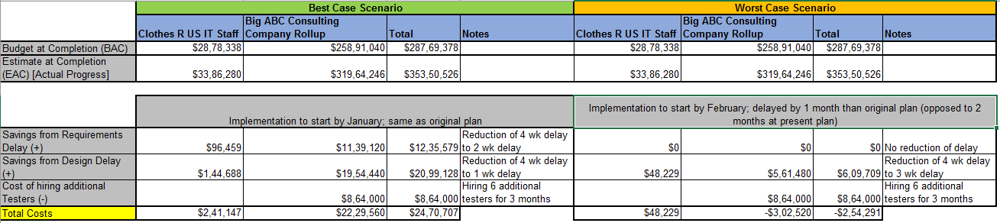 Best Case Scenario Worst Case Scenario
Big ABC Consulting Big ABC Consulting
Clothes R US IT Staff Company Rollup Total Notes Clothes R US IT Staff Company Rollup Total Notes
Budget at Completion (BAC) $28,78,338 $258,91,040 $287,69,378 $28,78,338 $258,91,040 $287,69,378
Estimate at Completion
(EAC) [Actual Progress] $33,86,280 $319,64,246 $353,50,526 $33,86,280 $319,64,246 $353,50,526
Implementation to start by January; same as original plan
Implementation to start by February; delayed by 1 month than original plan (opposed to 2
months at present plan)
Savings from Requirements Reduction of 4 wk delay
Delay (+) $96,459 $11,39,120 $12,35,579 to 2 wk delay $0 $0 $0 No reduction of delay
Savings from Design Delay Reduction of 4 wk delay Reduction of 4 wk delay
(+) $1,44,688 $19,54,440 $20,99,128 to 1 wk delay $48,229 $5,61,480 $6,09,709 to 3 wk delay
Cost of hiring additional Hiring 6 additional Hiring 6 additional
Testers (-) $8,64,000 $8,64,000 testers for 3 months $8,64,000 $8,64,000 testers for 3 months
Total Costs $2,41,147 $22,29,560 $24,70,707 $48,229 -$3,02,520 -$2,54,291